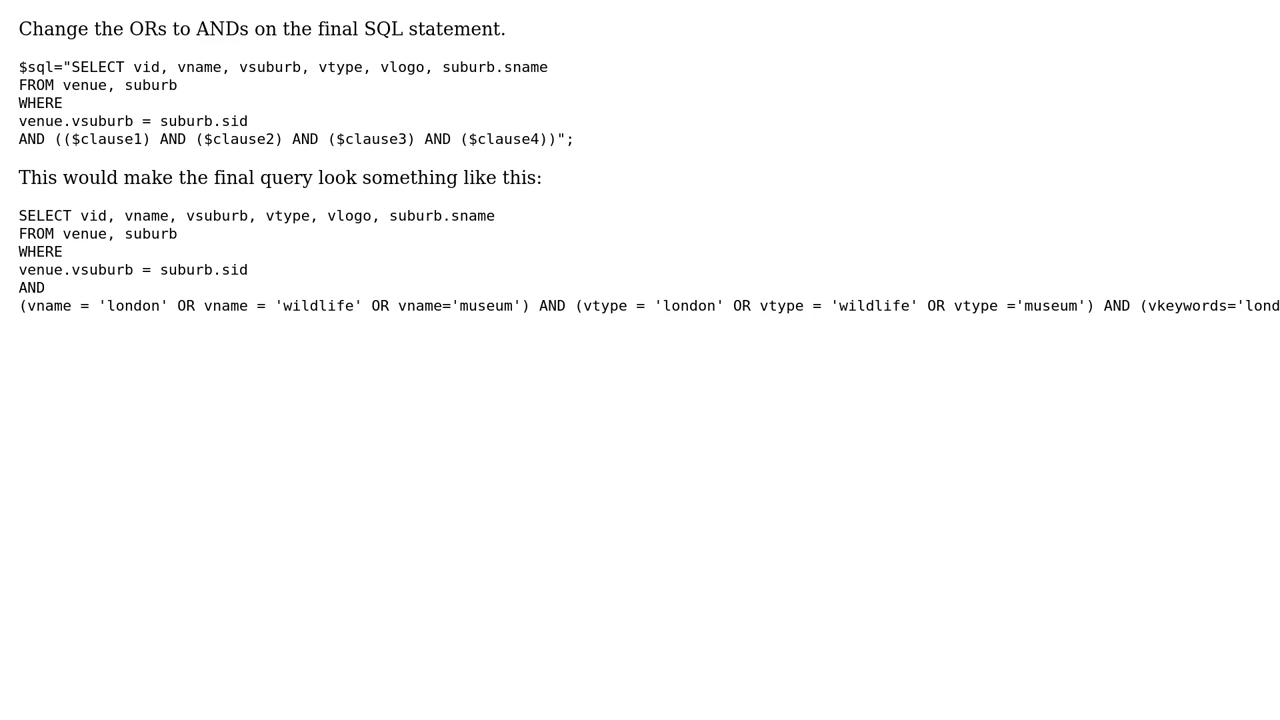 Change the ORs to ANDs on the final SQL statement.
$sql="SELECT vid, vname, vsuburb, vtype, vlogo, suburb.sname
FROM venue, suburb
WHERE
venue.vsuburb = suburb.sid
AND (($clause1) AND ($clause2) AND ($clause3) AND ($clause4))";
This would make the final query look something like this:
SELECT vid, vname, vsuburb, vtype, vlogo, suburb.sname
FROM venue, suburb
WHERE
venue.vsuburb = suburb.sid
AND
(vname = 'london' OR vname = 'wildlife' OR vname='museum') AND (vtype = 'london' OR vtype = 'wildlife' OR vtype ='museum') AND (vkeywords='lond